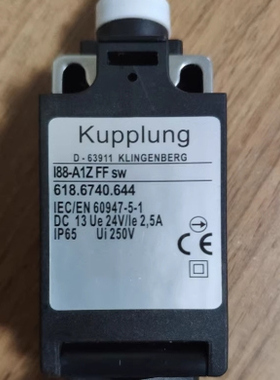 Kupplung
D - 63911 KLINGENBERG
I88-A1Z FF sw
618.6740.644
IEC/EN 60947-5-1
DC 13 Ue 24V/Ie 2,5A
IP65 Ui 250V
CE